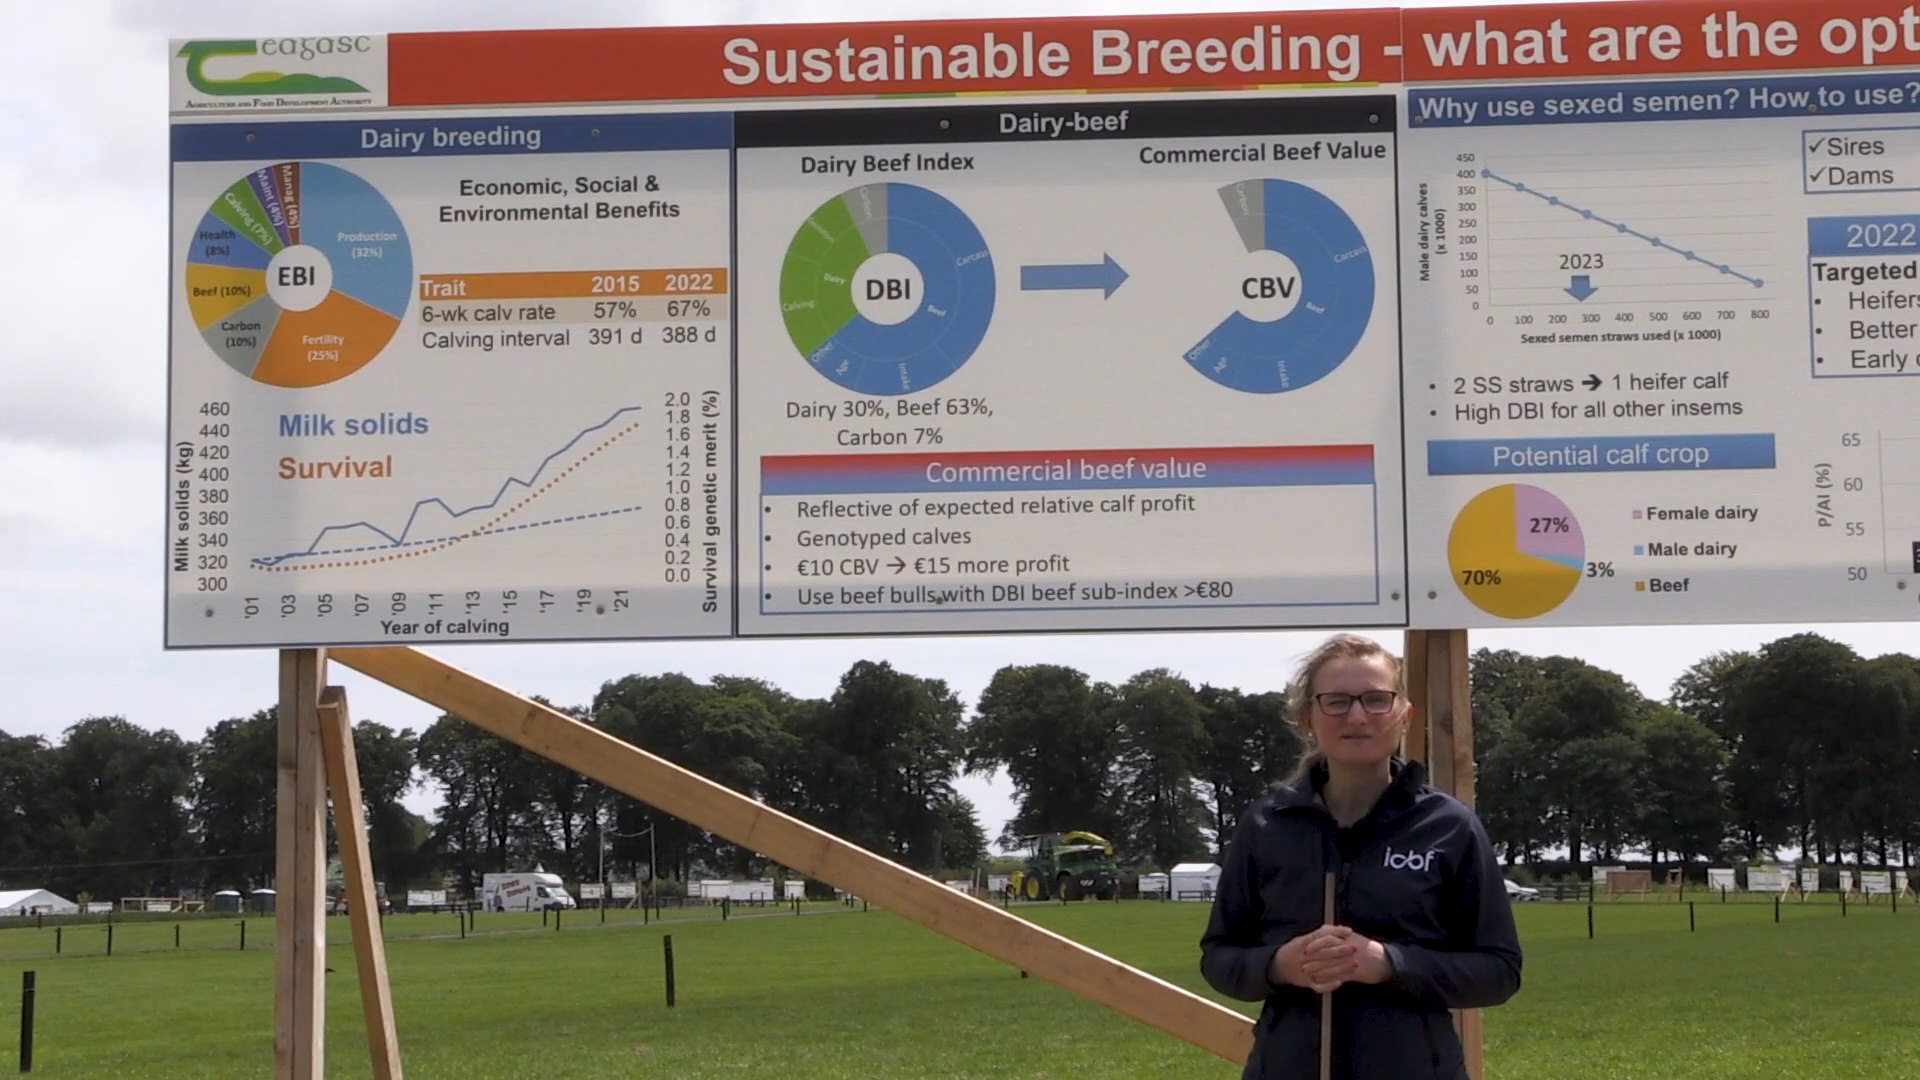 Teagasc
AGRICULTURE AND FOOD DEVELOPMENT AUTHORITY
Sustainable Breeding - what are the opt
Dairy breeding
Manag (4%)
Maint (4%)
Calving (7%)
Health
(8%)
Beef (10%)
Carbon
(10%)
Fertility
(25%)
Production
(32%)
EBI
Economic, Social &
Environmental Benefits
Trait 2015 2022
6-wk calv rate 57% 67%
Calving interval 391 d 388 d
Milk solids
Survival
Milk solids (kg)
460
440
420
400
380
360
340
320
300
2.0
1.8
1.6
1.4
1.2
1.0
0.8
0.6
0.4
0.2
0.0
Survival genetic merit (%)
'01 '03 '05 '07 '09 '11 '13 '15 '17 '19 '21
Year of calving
Dairy-beef
Dairy Beef Index
Carbon
Carcass
Dairy
Calving
Beef
Other
Age
Intake
DBI
Dairy 30%, Beef 63%,
Carbon 7%
Commercial Beef Value
Carbon
Carcass
Beef
Other
Age
Intake
CBV
Commercial beef value
• Reflective of expected relative calf profit
• Genotyped calves
• €10 CBV → €15 more profit
• Use beef bulls with DBI beef sub-index >€80
Why use sexed semen? How to use?
Male dairy calves
(x 1000)
450
400
350
300
250
200
150
100
50
0
2023
0 100 200 300 400 500 600 700 800
Sexed semen straws used (x 1000)
• 2 SS straws → 1 heifer calf
• High DBI for all other insems
Potential calf crop
27%
3%
70%
Female dairy
Male dairy
Beef
✓Sires
✓Dams
2022
Targeted
• Heifers
• Better
• Early
P/AI (%)
65
60
55
50
icbf